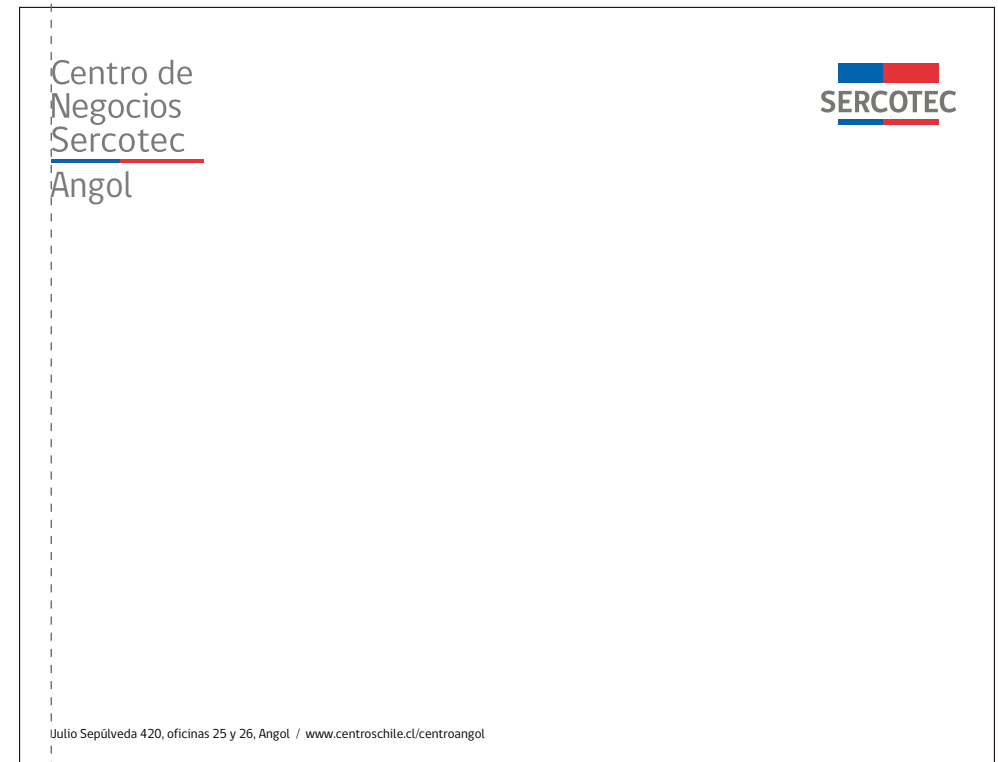 Centro de
Negocios
Sercotec
Angol
SERCOTEC
Julio Sepúlveda 420, oficinas 25 y 26, Angol / www.centroschile.cl/centroangol